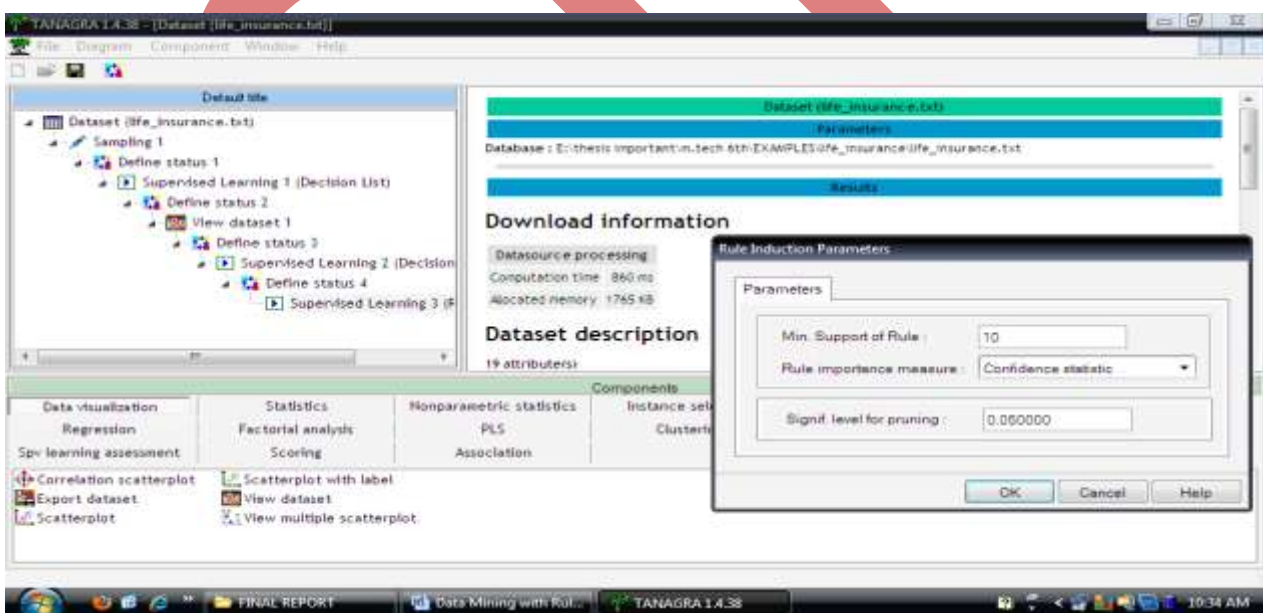 TANAGRA 1.4.38 - [Dataset (life_insurance.txt)]
File Diagram Component Window Help
Default title
Dataset (life_insurance.txt)
Sampling 1
Define status 1
Supervised Learning 1 (Decision List)
Define status 2
View dataset 1
Define status 3
Supervised Learning 2 (Decision
Define status 4
Supervised Learning 3 (R
Dataset (life_insurance.txt)
Parameters
Database : E:\thesis important\m.tech 6th\EXAMPLES\life_insurance\life_insurance.txt
Results
Download information
Datasource processing
Computation time 860 ms
Allocated memory 1765 KB
Dataset description
19 attribute(s)
Rule Induction Parameters
Parameters
Min. Support of Rule : 10
Rule importance measure : Confidence statistic
Signif. level for pruning :
OK Cancel Help
Components
Data visualization Statistics Nonparametric statistics Instance sele
Regression Factorial analysis PLS Clusterin
Spv learning assessment Scoring Association
Correlation scatterplot Scatterplot with label
Export dataset View dataset
Scatterplot View multiple scatterplot
FINAL REPORT Data Mining with Rul... TANAGRA 1.4.38 10:34 AM